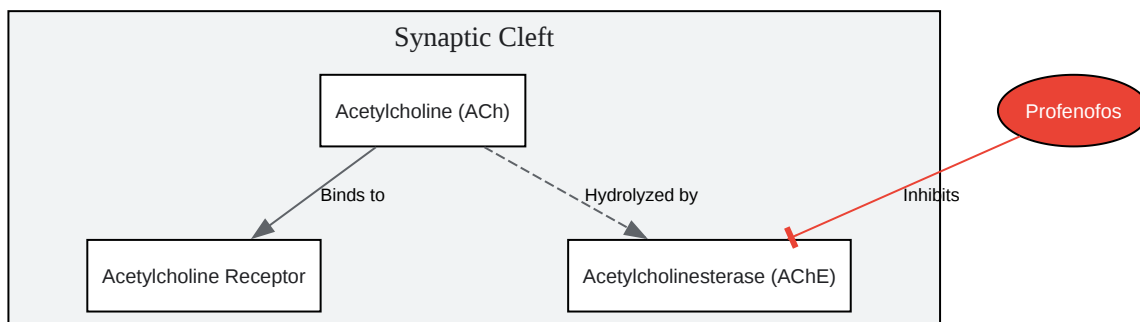 Synaptic Cleft
Acetylcholine (ACh)
Profenofos
Binds to
Hydrolyzed by
Inhibits
Acetylcholine Receptor
Acetylcholinesterase (AChE)